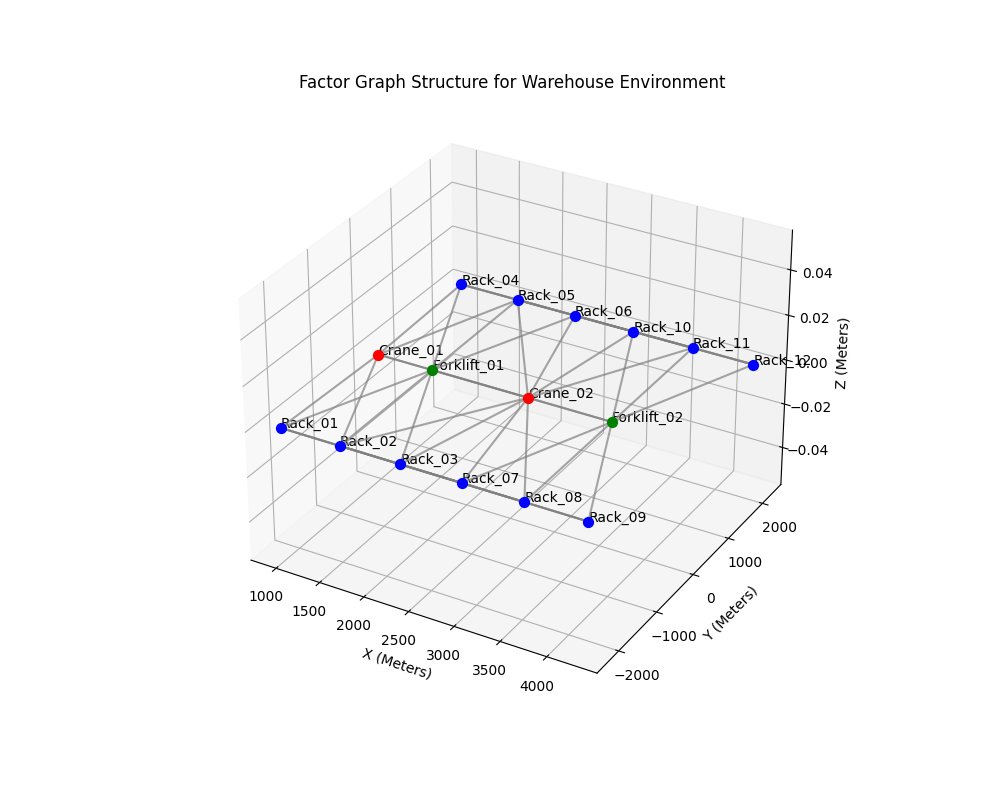 Factor Graph Structure for Warehouse Environment
Rack_04
Rack_05
Rack_06
Rack_10
Rack_11
Rack_12
Crane_01
Forklift_01
Crane_02
Forklift_02
Rack_01
Rack_02
Rack_03
Rack_07
Rack_08
Rack_09
0.04
0.02
0.00
−0.02
−0.04
Z (Meters)
2000
1000
0
−1000
−2000
Y (Meters)
1000
1500
2000
2500
3000
3500
4000
X (Meters)